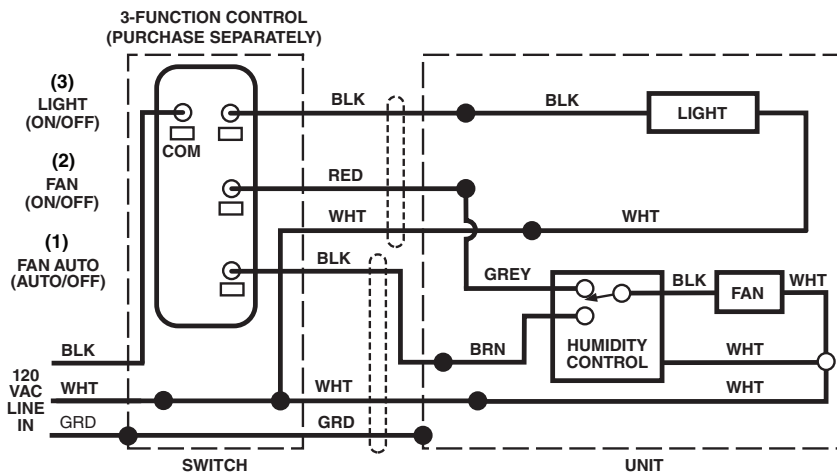 3-FUNCTION CONTROL
(PURCHASE SEPARATELY)
(3)
LIGHT
(ON/OFF)
COM
BLK
BLK
LIGHT
(2)
FAN
(ON/OFF)
RED
WHT
WHT
(1)
FAN AUTO
(AUTO/OFF)
BLK
GREY
BLK
FAN
WHT
HUMIDITY
CONTROL
BRN
WHT
BLK
120
VAC
LINE
IN
WHT
WHT
WHT
GRD
GRD
SWITCH
UNIT